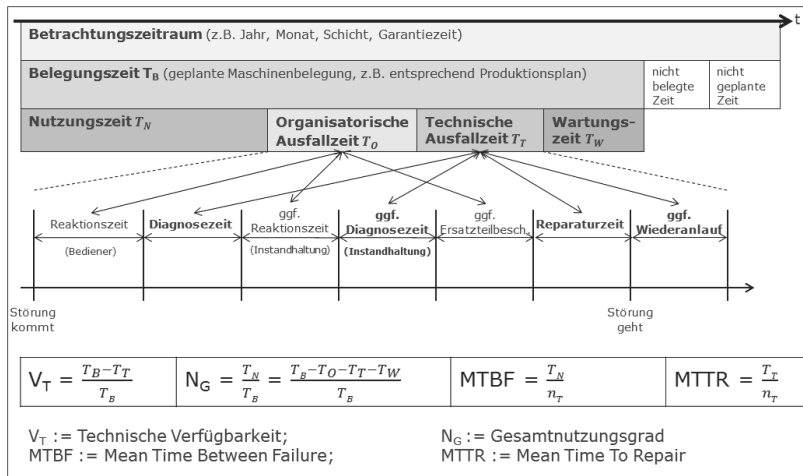 t
Betrachtungszeitraum (z.B. Jahr, Monat, Schicht, Garantiezeit)
Belegungszeit T_B (geplante Maschinenbelegung, z.B. entsprechend Produktionsplan)
nicht
belegte
Zeit
nicht
geplante
Zeit
Nutzungszeit T_N
Organisatorische
Ausfallzeit T_O
Technische
Ausfallzeit T_T
Wartungs-
zeit T_W
Reaktionszeit
(Bediener)
Diagnosezeit
ggf.
Reaktionszeit
(Instandhaltung)
ggf.
Diagnosezeit
(Instandhaltung)
ggf.
Ersatzteilbesch.
Reparaturzeit
ggf.
Wiederanlauf
Störung
kommt
Störung
geht
V_T = (T_B−T_T)/T_B
N_G = T_N/T_B = (T_B−T_O−T_T−T_W)/T_B
MTBF = T_N/n_T
MTTR = T_T/n_T
V_T := Technische Verfügbarkeit;
N_G := Gesamtnutzungsgrad
MTBF := Mean Time Between Failure;
MTTR := Mean Time To Repair